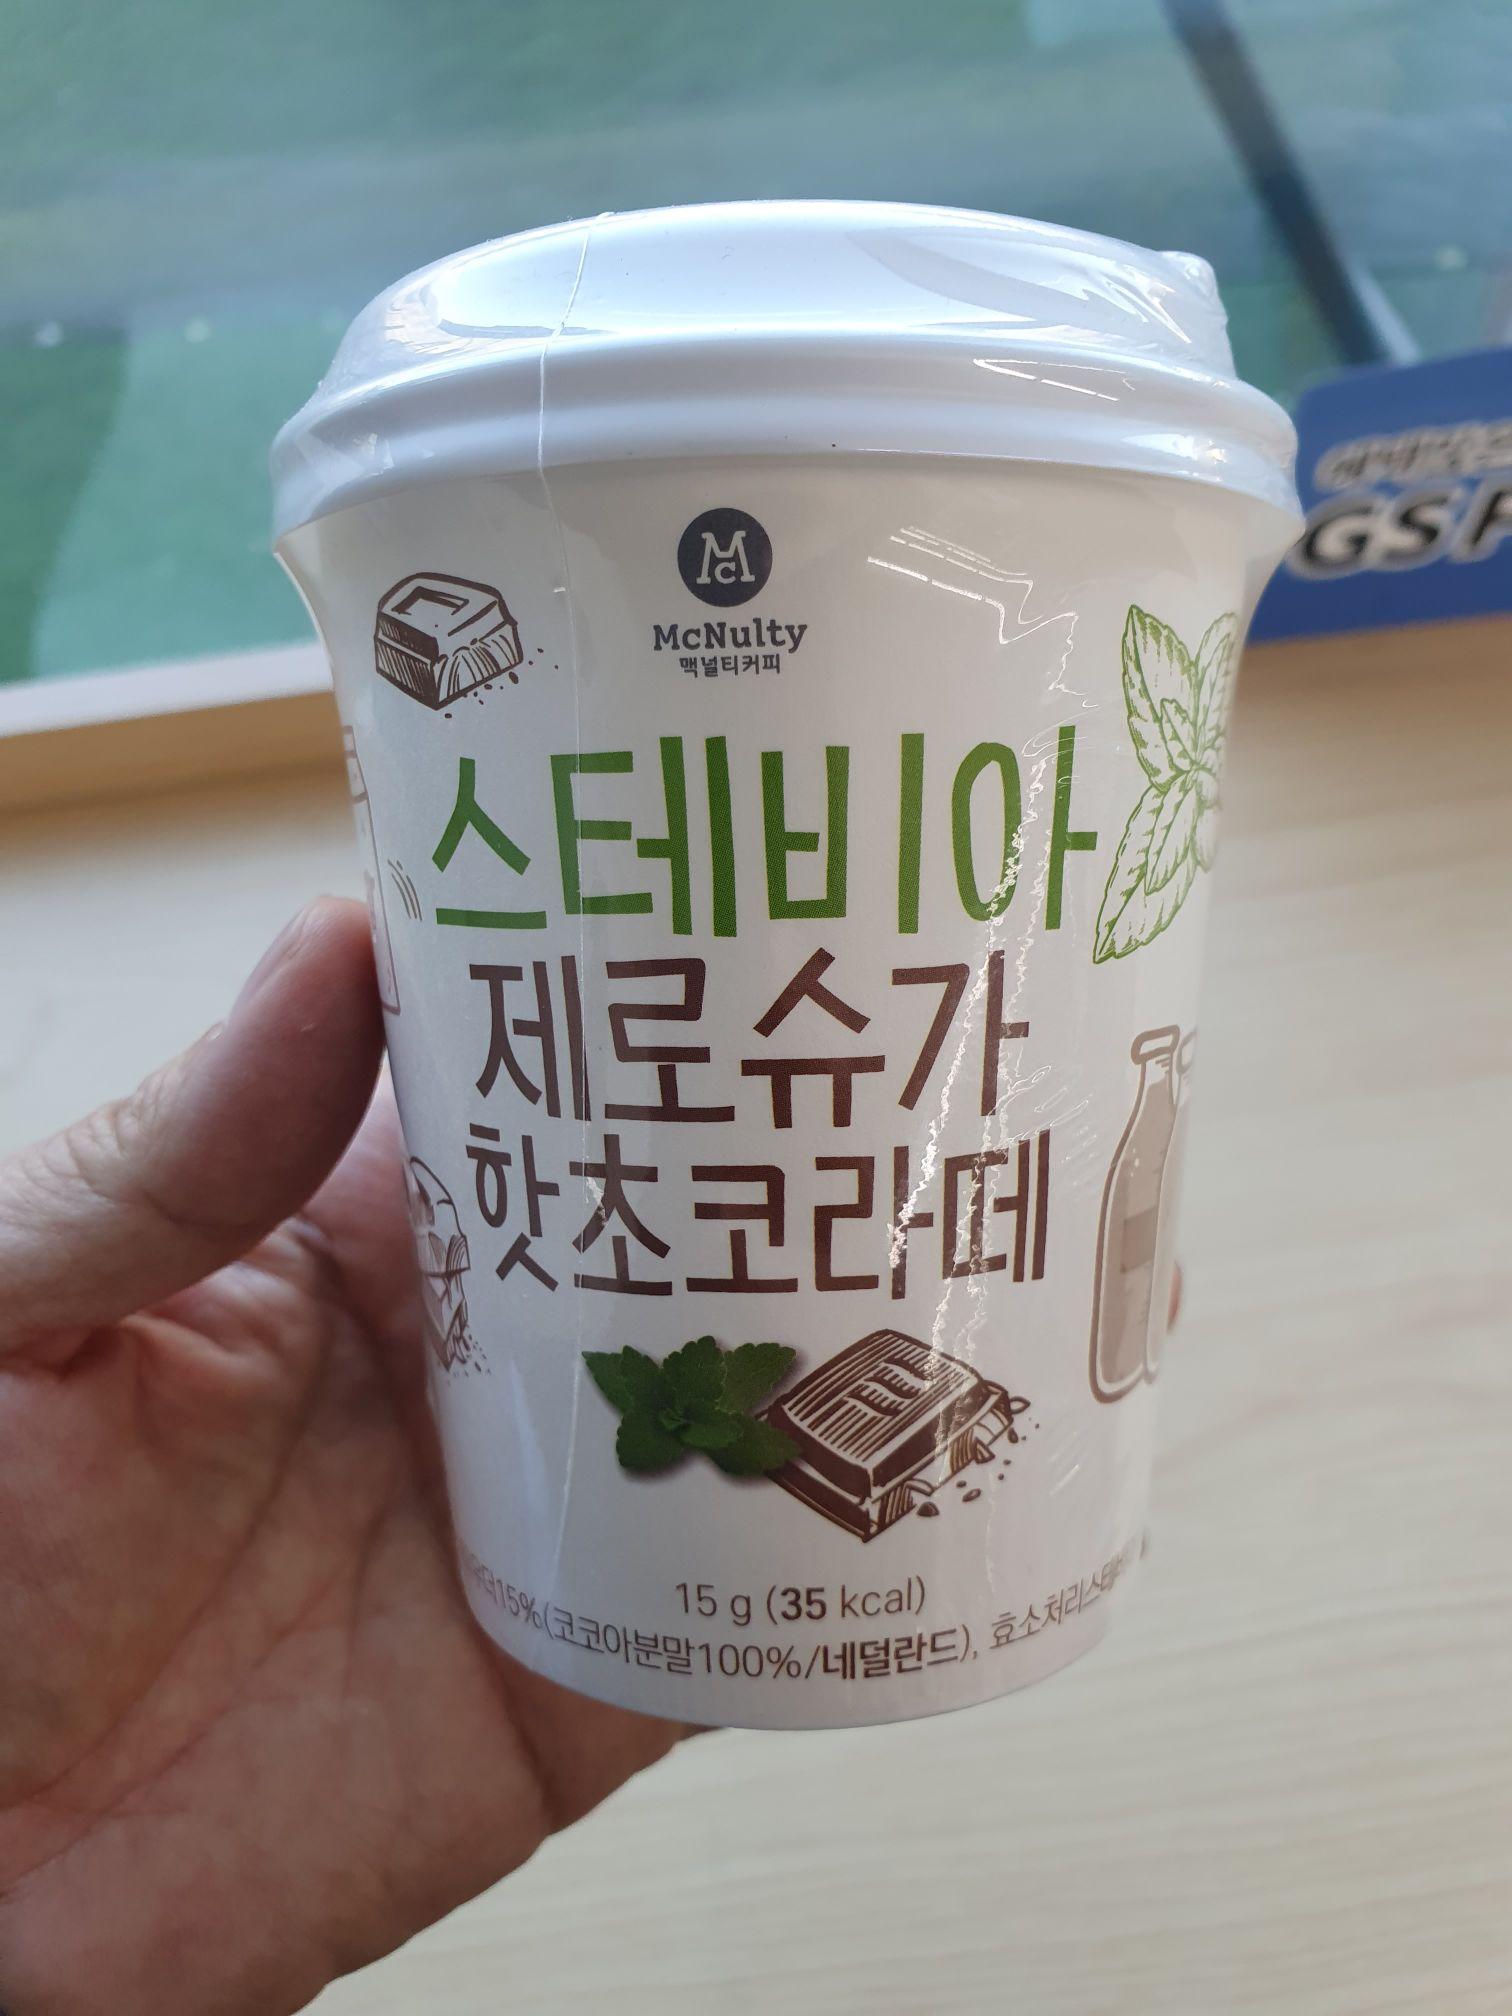 Mc
McNulty
맥널티커피
스테비아
제로슈가
핫초코라떼
15 g (35 kcal)
15%(코코아분말100%/네덜란드), 효소처리스테비
GS